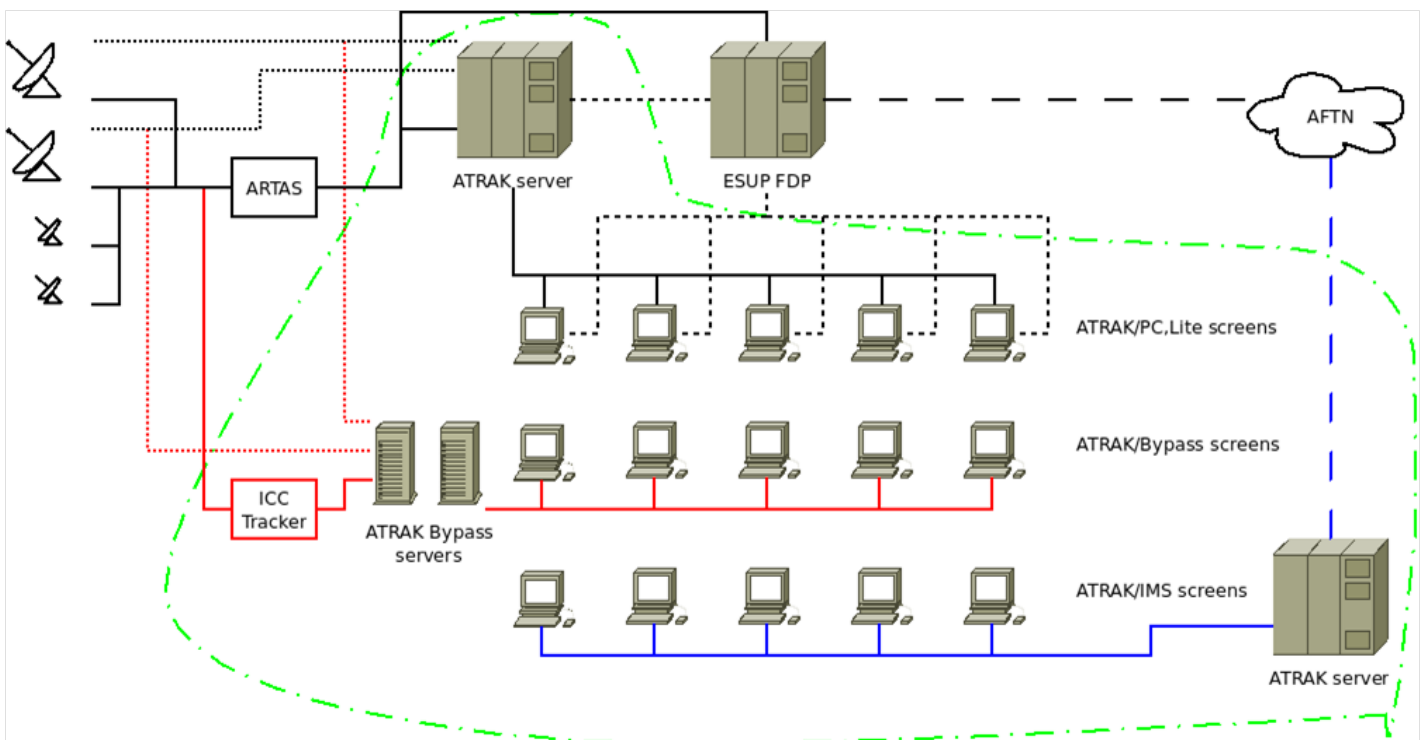 AFTN
ARTAS
ATRAK server
ESUP FDP
ATRAK/PC,Lite screens
ATRAK/Bypass screens
ICC
Tracker
ATRAK Bypass
servers
ATRAK/IMS screens
ATRAK server